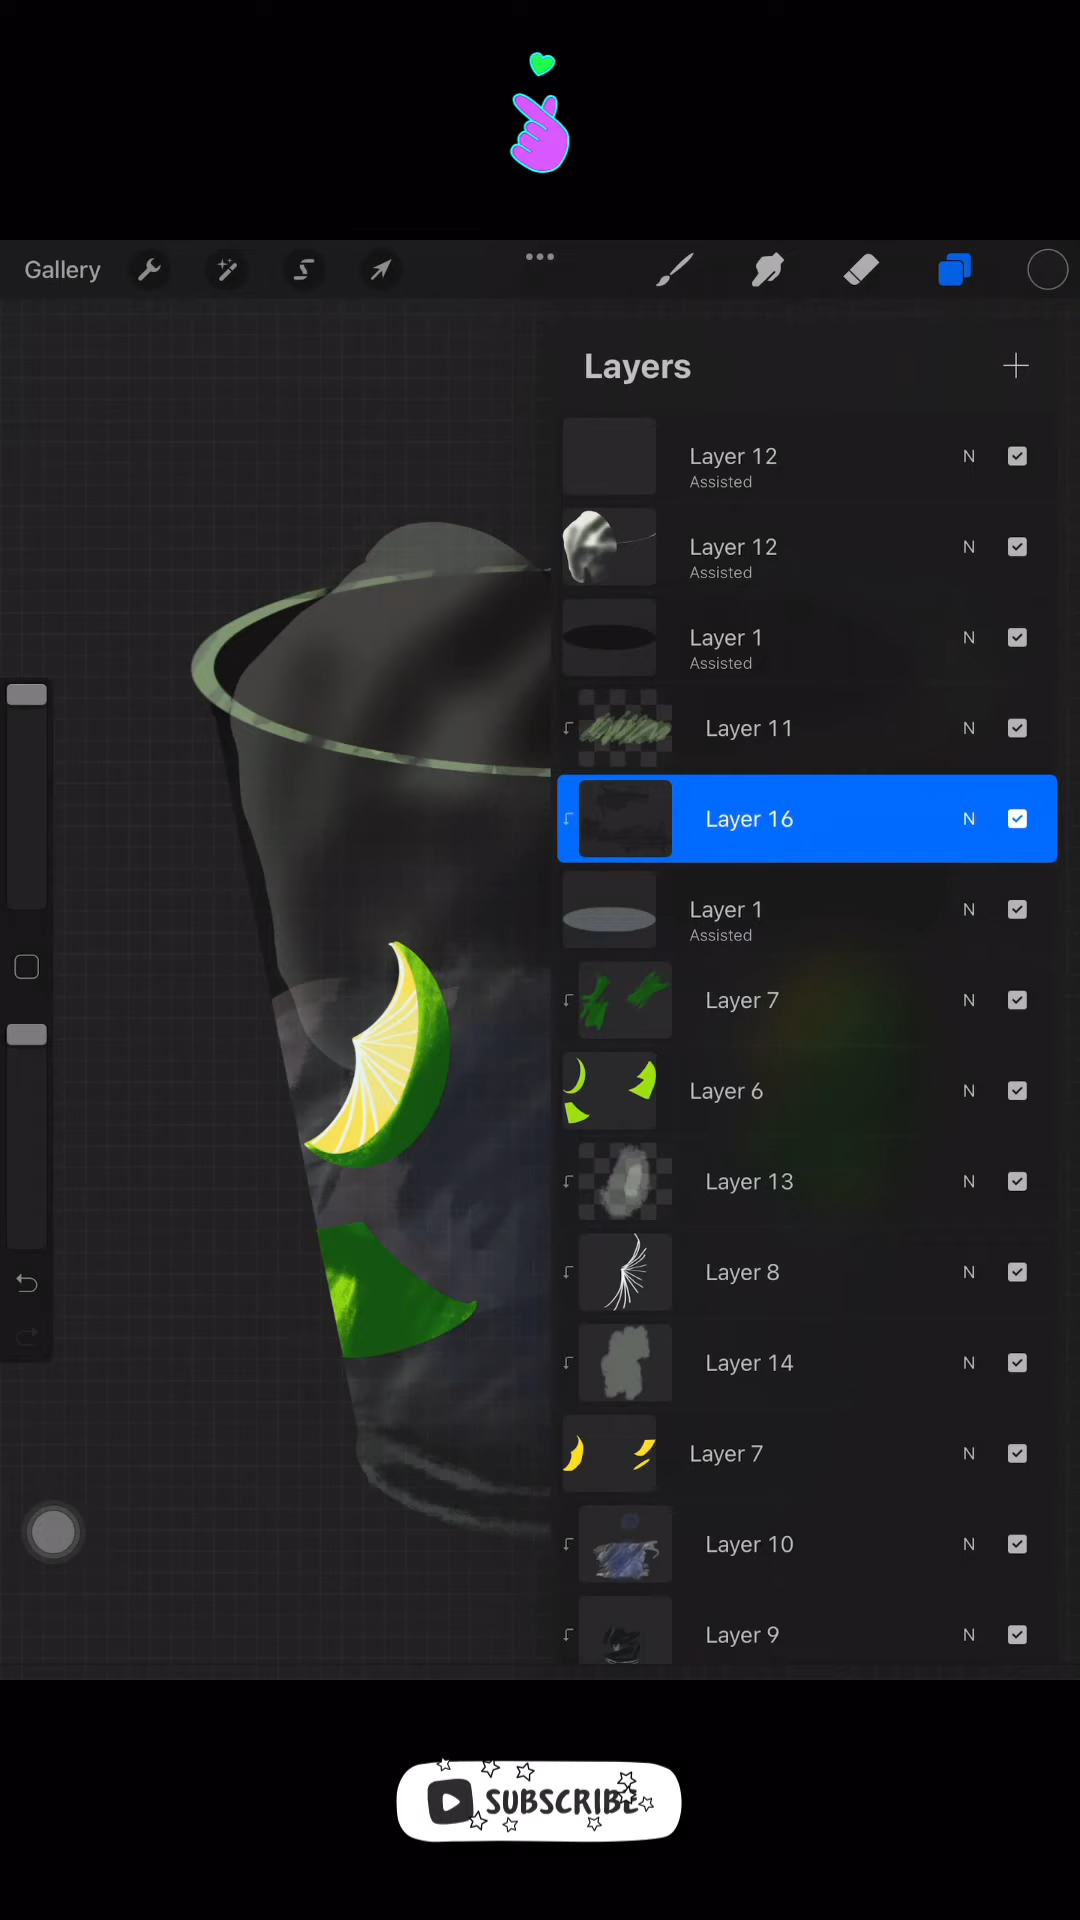 Gallery
Layers
Layer 12
N
Assisted
Layer 12
N
Assisted
Layer 1
N
Assisted
Layer 11
N
Layer 16
N
Layer 1
N
Assisted
Layer 7
N
Layer 6
N
Layer 13
N
Layer 8
N
Layer 14
N
Layer 7
N
Layer 10
N
Layer 9
N
SUBSCRIBE